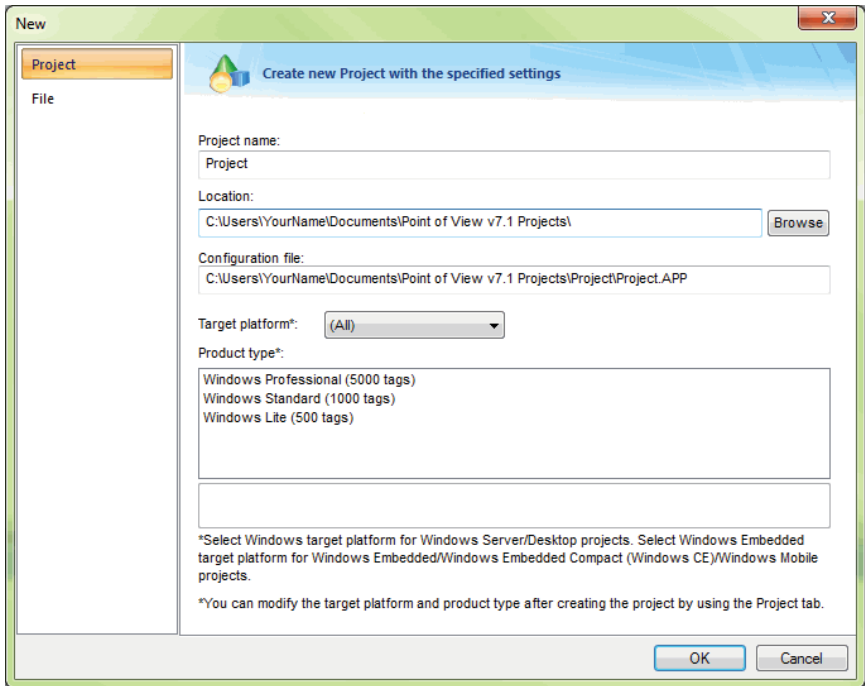 New
Project
File
Create new Project with the specified settings
Project name:
Project
Location:
C:\Users\YourName\Documents\Point of View v7.1 Projects\
Browse
Configuration file:
C:\Users\YourName\Documents\Point of View v7.1 Projects\Project\Project.APP
Target platform*:
(All)
Product type*:
Windows Professional (5000 tags)
Windows Standard (1000 tags)
Windows Lite (500 tags)
*Select Windows target platform for Windows Server/Desktop projects. Select Windows Embedded
target platform for Windows Embedded/Windows Embedded Compact (Windows CE)/Windows Mobile
projects.
*You can modify the target platform and product type after creating the project by using the Project tab.
OK
Cancel